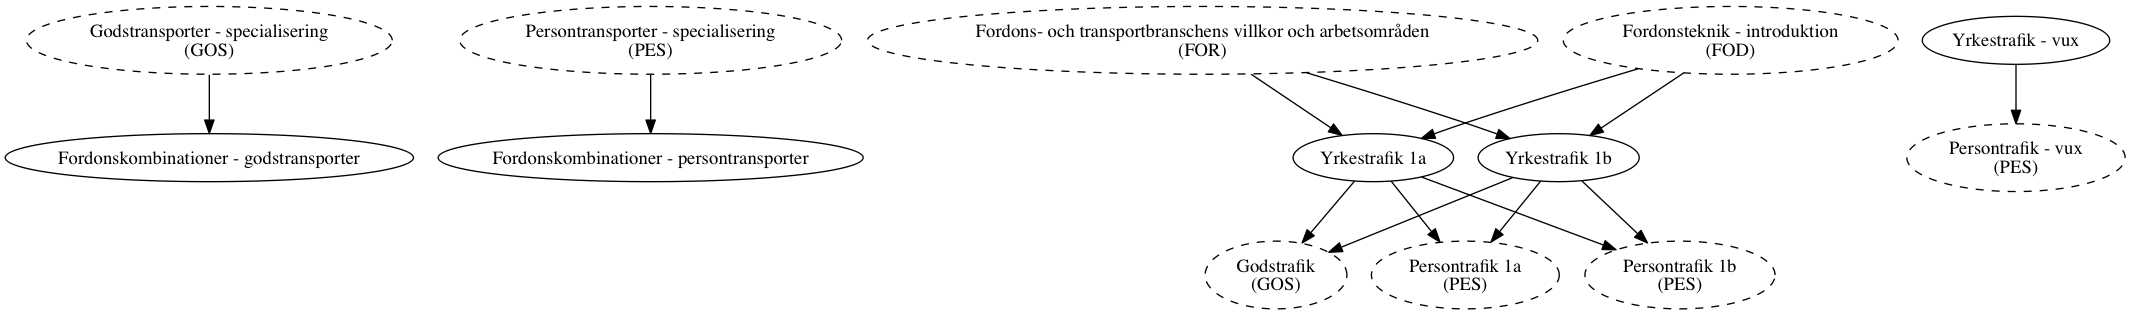 Godstransporter - specialisering
(GOS)
Persontransporter - specialisering
(PES)
Fordons- och transportbranschens villkor och arbetsområden
(FOR)
Fordonsteknik - introduktion
(FOD)
Yrkestrafik - vux
Fordonskombinationer - godstransporter
Fordonskombinationer - persontransporter
Yrkestrafik 1a
Yrkestrafik 1b
Persontrafik - vux
(PES)
Godstrafik
(GOS)
Persontrafik 1a
(PES)
Persontrafik 1b
(PES)